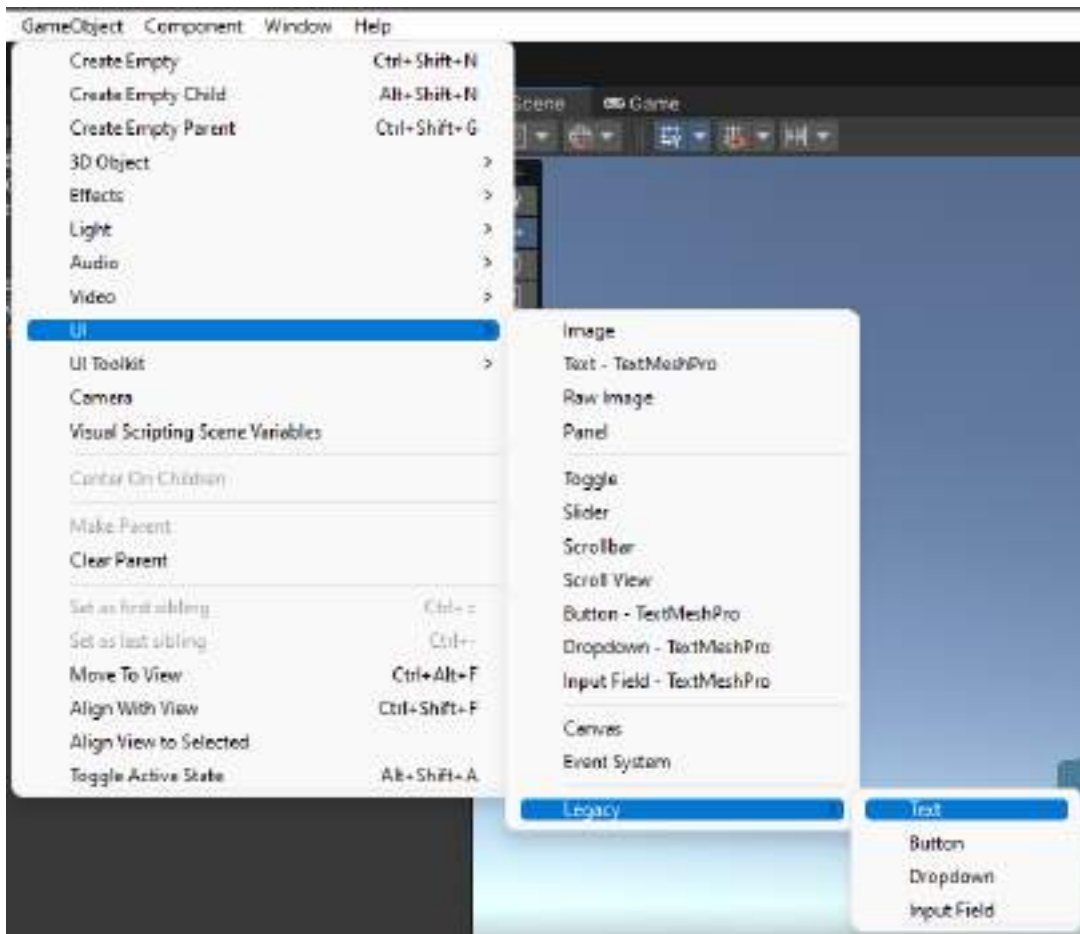 GameObject Component Window Help
Create Empty Ctrl+Shift+N
Create Empty Child Alt+Shift+N
Create Empty Parent Ctrl+Shift+G
Scene Game
3D Object
Effects
Light
Audio
Video
UI
UI Toolkit
Camera
Visual Scripting Scene Variables
Center On Children
Make Parent
Clear Parent
Set as first sibling Ctrl+=
Set as last sibling Ctrl+-
Move To View Ctrl+Alt+F
Align With View Ctrl+Shift+F
Align View to Selected
Toggle Active State Alt+Shift+A
Image
Text - TextMeshPro
Raw Image
Panel
Toggle
Slider
Scrollbar
Scroll View
Button - TextMeshPro
Dropdown - TextMeshPro
Input Field - TextMeshPro
Canvas
Event System
Legacy
Text
Button
Dropdown
Input Field